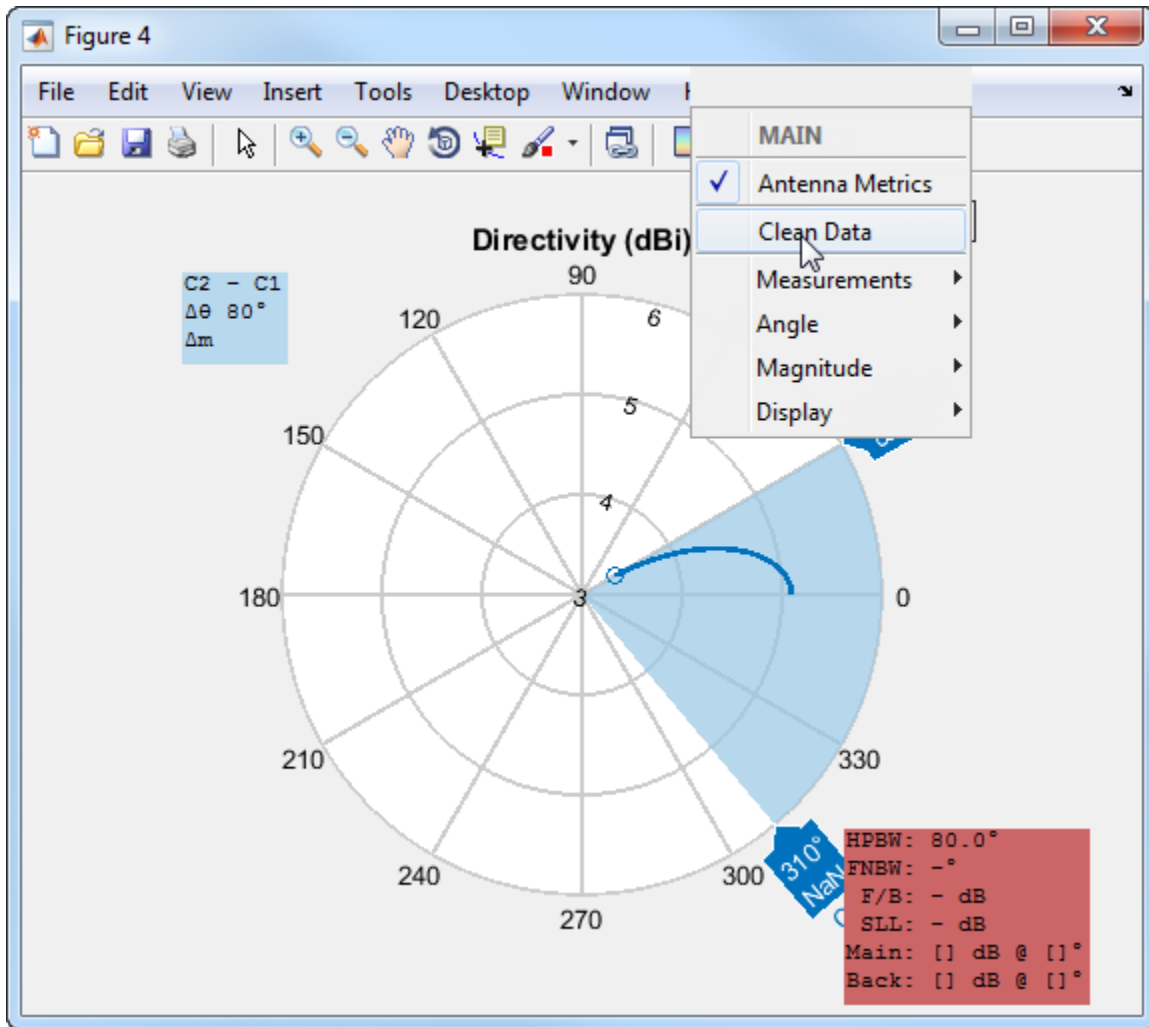 Figure 4
File Edit View Insert Tools Desktop Window
MAIN
Antenna Metrics
Clean Data
Measurements
Angle
Magnitude
Display
Directivity (dBi)
C2 - C1
Δθ 80°
Δm
90
120
6
5
150
4
180
3
0
210
330
240
300
270
310°
NaN
HPBW: 80.0°
FNBW: -°
F/B: - dB
SLL: - dB
Main: [] dB @ []°
Back: [] dB @ []°